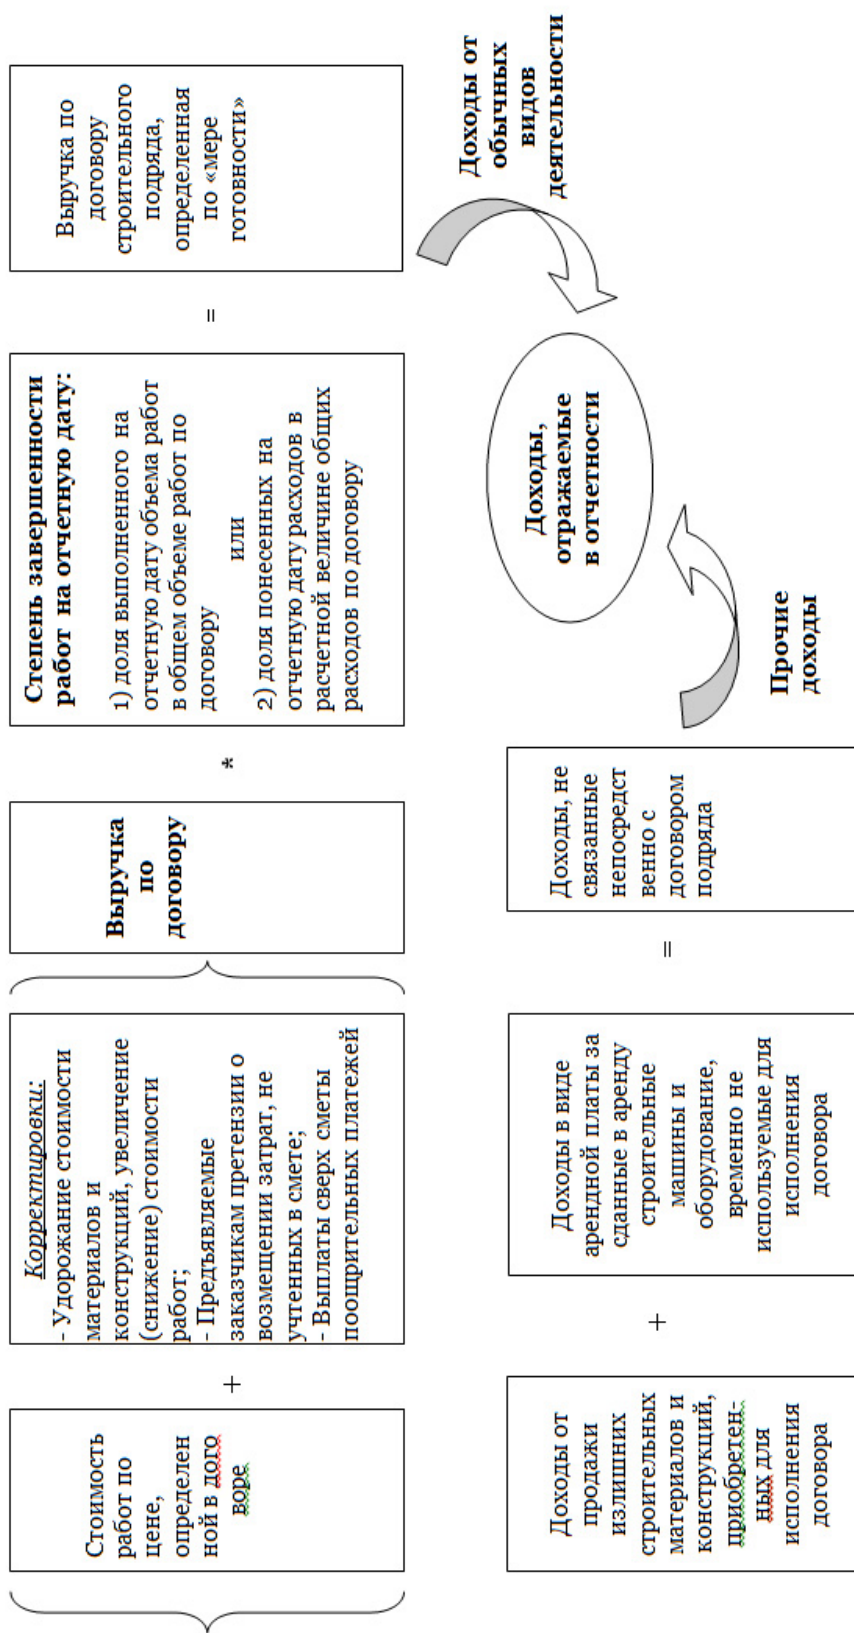 Стоимость
работ по
цене,
определен
ной в дого
воре
+
Корректировки:
- Удорожание стоимости
материалов и
конструкций, увеличение
(снижение) стоимости
работ;
- Предъявляемые
заказчикам претензии о
возмещении затрат, не
учтенных в смете;
- Выплаты сверх сметы
поощрительных платежей
Выручка
по
договору
*
Степень завершенности
работ на отчетную дату:
1) доля выполненного на
отчетную дату объема работ
в общем объеме работ по
договору
или
2) доля понесенных на
отчетную дату расходов в
расчетной величине общих
расходов по договору
=
Выручка по
договору
строительного
подряда,
определенная
по «мере
готовности»
Доходы от
обычных
видов
деятельности
Доходы,
отражаемые
в отчетности
Доходы от
продажи
излишних
строительных
материалов и
конструкций,
приобретен-
ных для
исполнения
договора
+
Доходы в виде
арендной платы за
сданные в аренду
строительные
машины и
оборудование,
временно не
используемые для
исполнения
договора
=
Доходы, не
связанные
непосредст
венно с
договором
подряда
Прочие
доходы